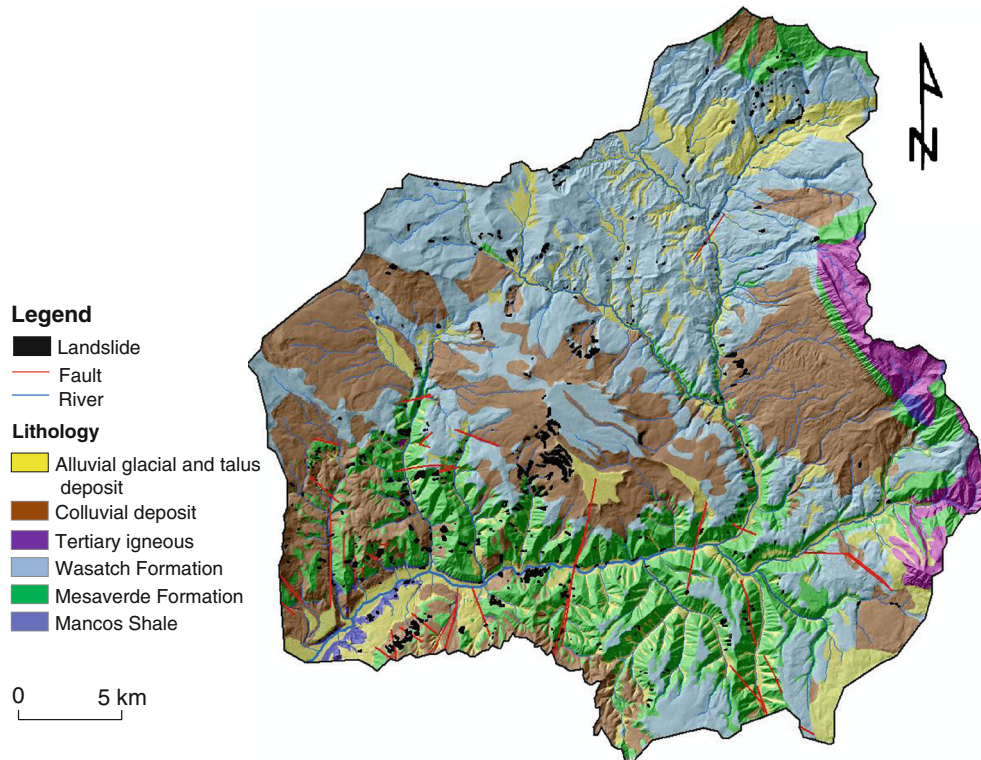 N
Legend
Landslide
Fault
River
Lithology
Alluvial glacial and talus
deposit
Colluvial deposit
Tertiary igneous
Wasatch Formation
Mesaverde Formation
Mancos Shale
0 5 km